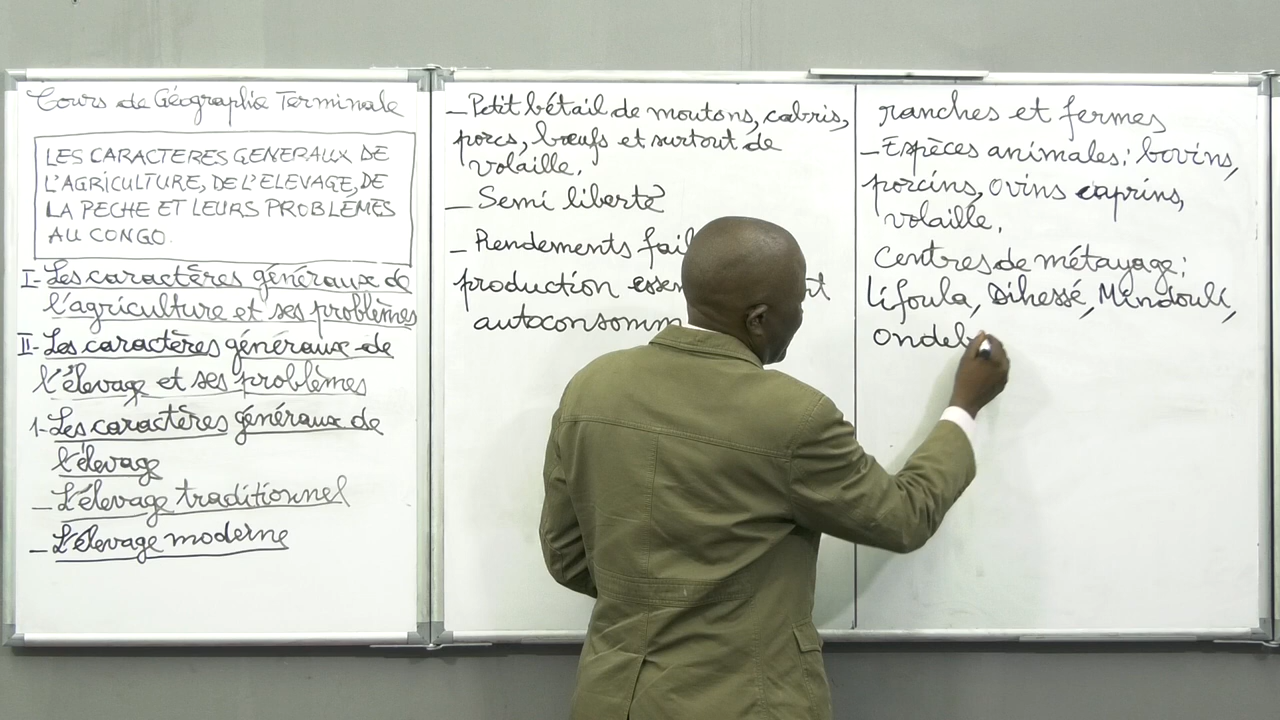 Cours de Géographie Terminale
LES CARACTERES GENERAUX DE
L'AGRICULTURE, DE L'ELEVAGE, DE
LA PECHE ET LEURS PROBLEMES
AU CONGO.
I- Les caractères généraux de
l'agriculture et ses problèmes
II- Les caractères généraux de
l'élevage et ses problèmes
1- Les caractères généraux de
l'élevage
- L'élevage traditionnel
- L'élevage moderne
- Petit bétail de moutons, cabris,
porcs, bœufs et surtout de
volaille.
- Semi liberté
- Rendements
production
autoconsomm
ranches et fermes
- Espèces animales : bovins,
porcins, ovins caprins,
volaille.
Centres de métayage :
Lifoula, Dihessé, Mindouli,